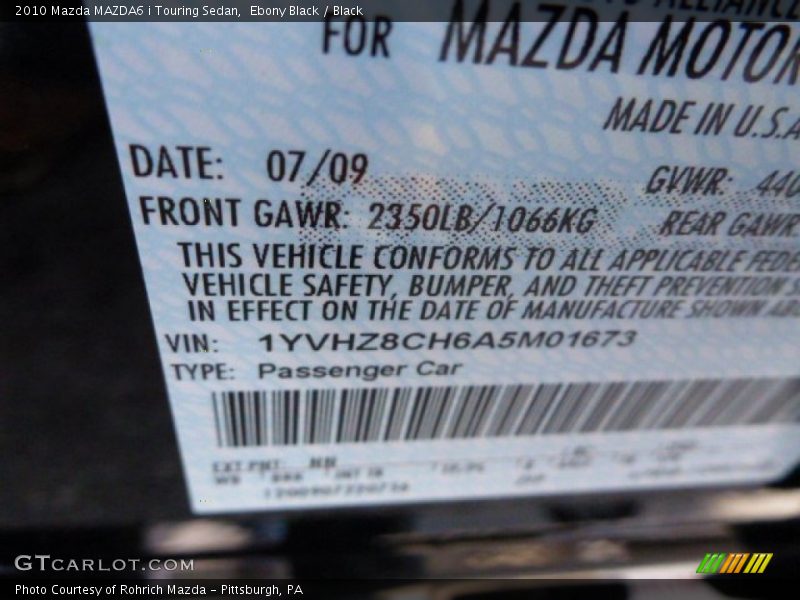 2010 Mazda MAZDA6 i Touring Sedan, Ebony Black / Black
FOR MAZDA MOTOR
MADE IN U.S.A
DATE: 07/09 GVWR: 440
FRONT GAWR: 2350LB/1066KG REAR GAWR
THIS VEHICLE CONFORMS TO ALL APPLICABLE FEDE
VEHICLE SAFETY, BUMPER, AND THEFT PREVENTION S
IN EFFECT ON THE DATE OF MANUFACTURE SHOWN ABO
VIN: 1YVHZ8CH6A5M01673
TYPE: Passenger Car
GTCARLOT.COM
Photo Courtesy of Rohrich Mazda - Pittsburgh, PA